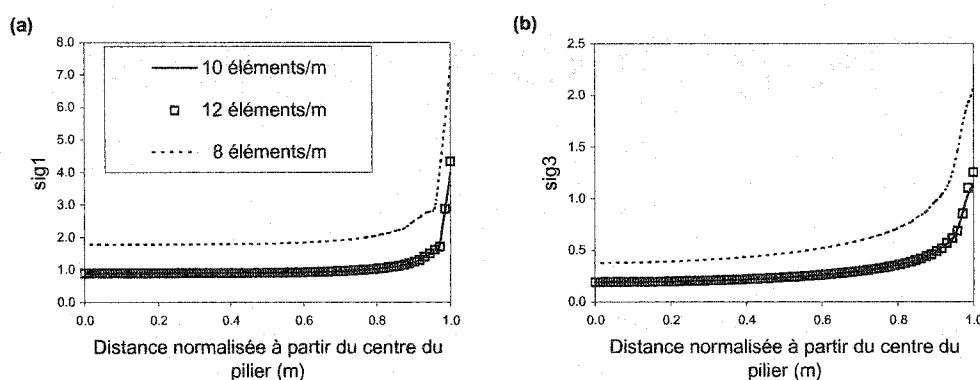 (a)
8.0
7.0
6.0
5.0
4.0
3.0
2.0
1.0
0.0
sig1
10 éléments/m
12 éléments/m
8 éléments/m
0.0 0.2 0.4 0.6 0.8 1.0
Distance normalisée à partir du centre du
pilier (m)
(b)
2.5
2.0
1.5
1.0
0.5
0.0
sig3
0.0 0.2 0.4 0.6 0.8 1.0
Distance normalisée à partir du centre du
pilier (m)